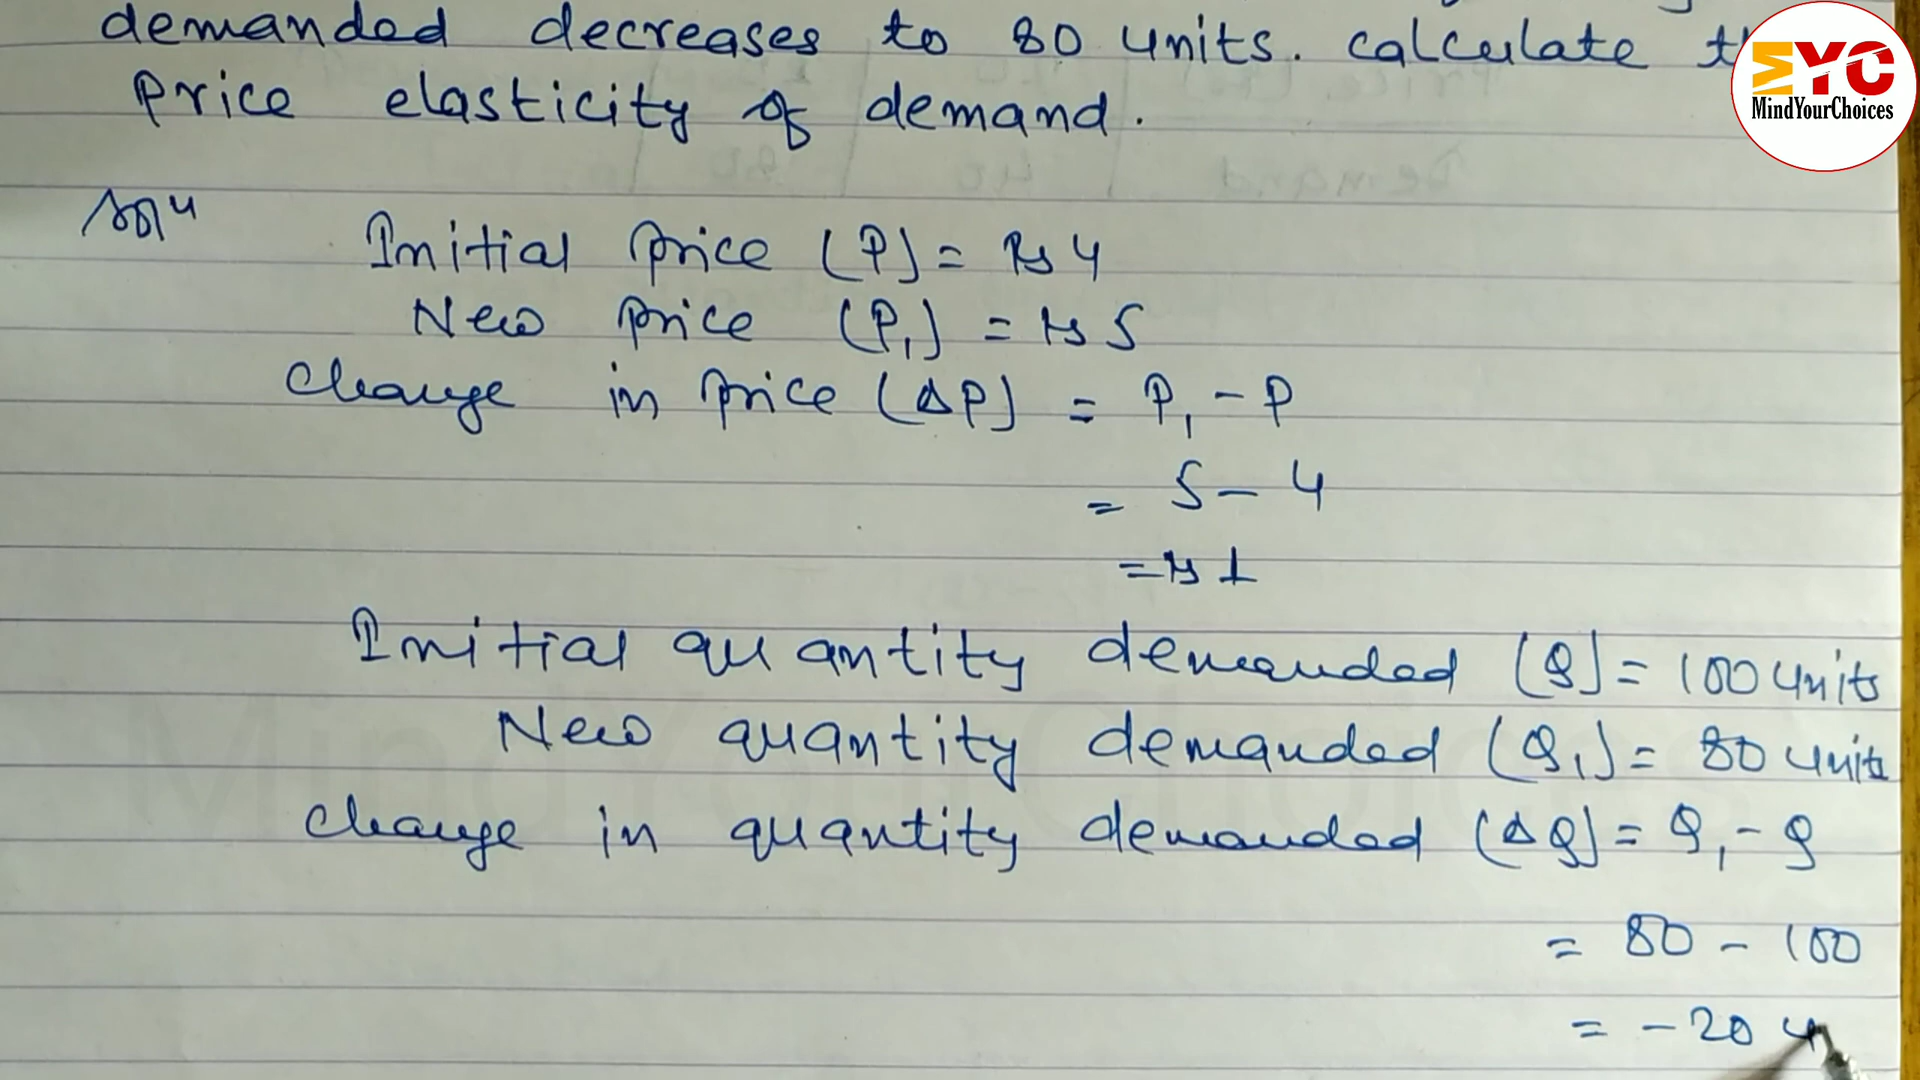 demanded decreases to 80 units. calculate
MYC
MindYourChoices
price elasticity of demand.
Soln
Initial price (P) = Rs 4
New price (P1) = Rs 5
Change in price (ΔP) = P1 - P
= 5 - 4
= Rs 1
Initial quantity demanded (Q) = 100 units
New quantity demanded (Q1) = 80 units
change in quantity demanded (ΔQ) = Q1 - Q
= 80 - 100
= -20 u